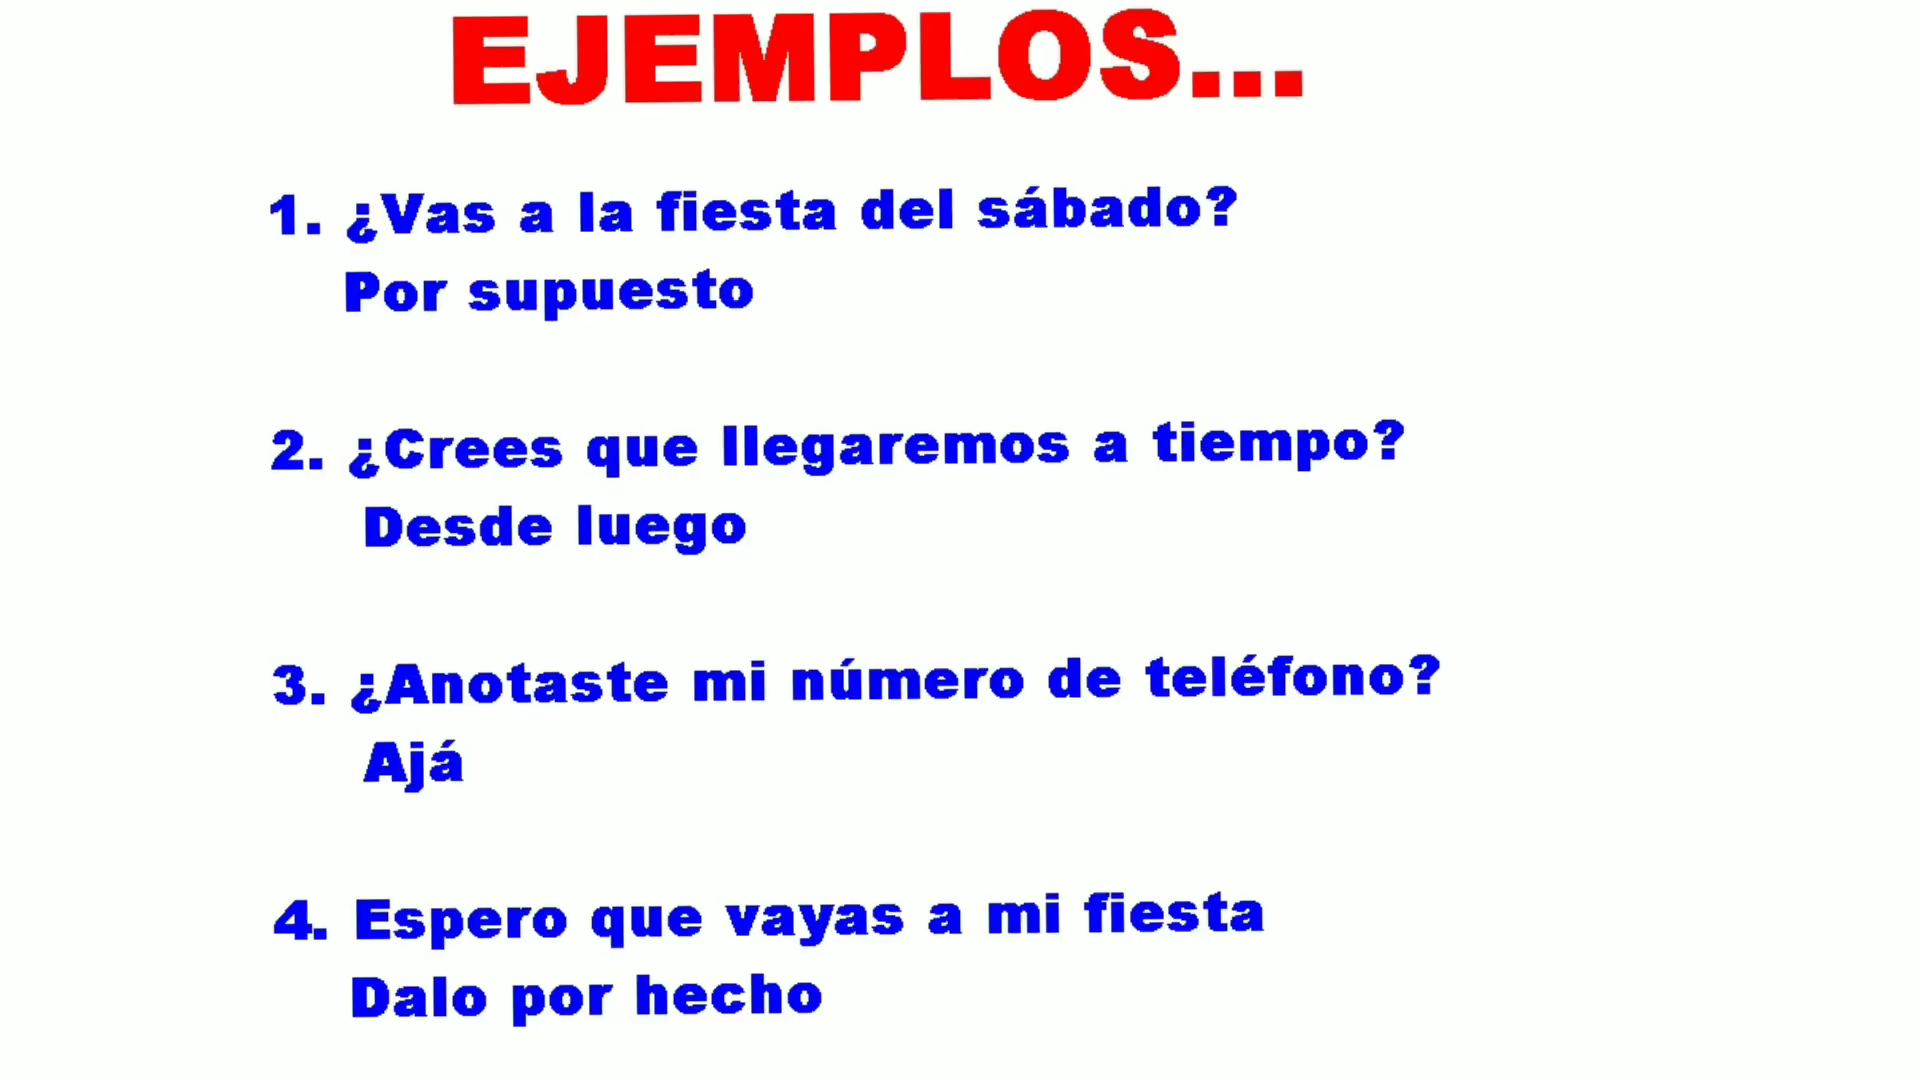 EJEMPLOS...
1. ¿Vas a la fiesta del sábado?
Por supuesto
2. ¿Crees que llegaremos a tiempo?
Desde luego
3. ¿Anotaste mi número de teléfono?
Ajá
4. Espero que vayas a mi fiesta
Dalo por hecho